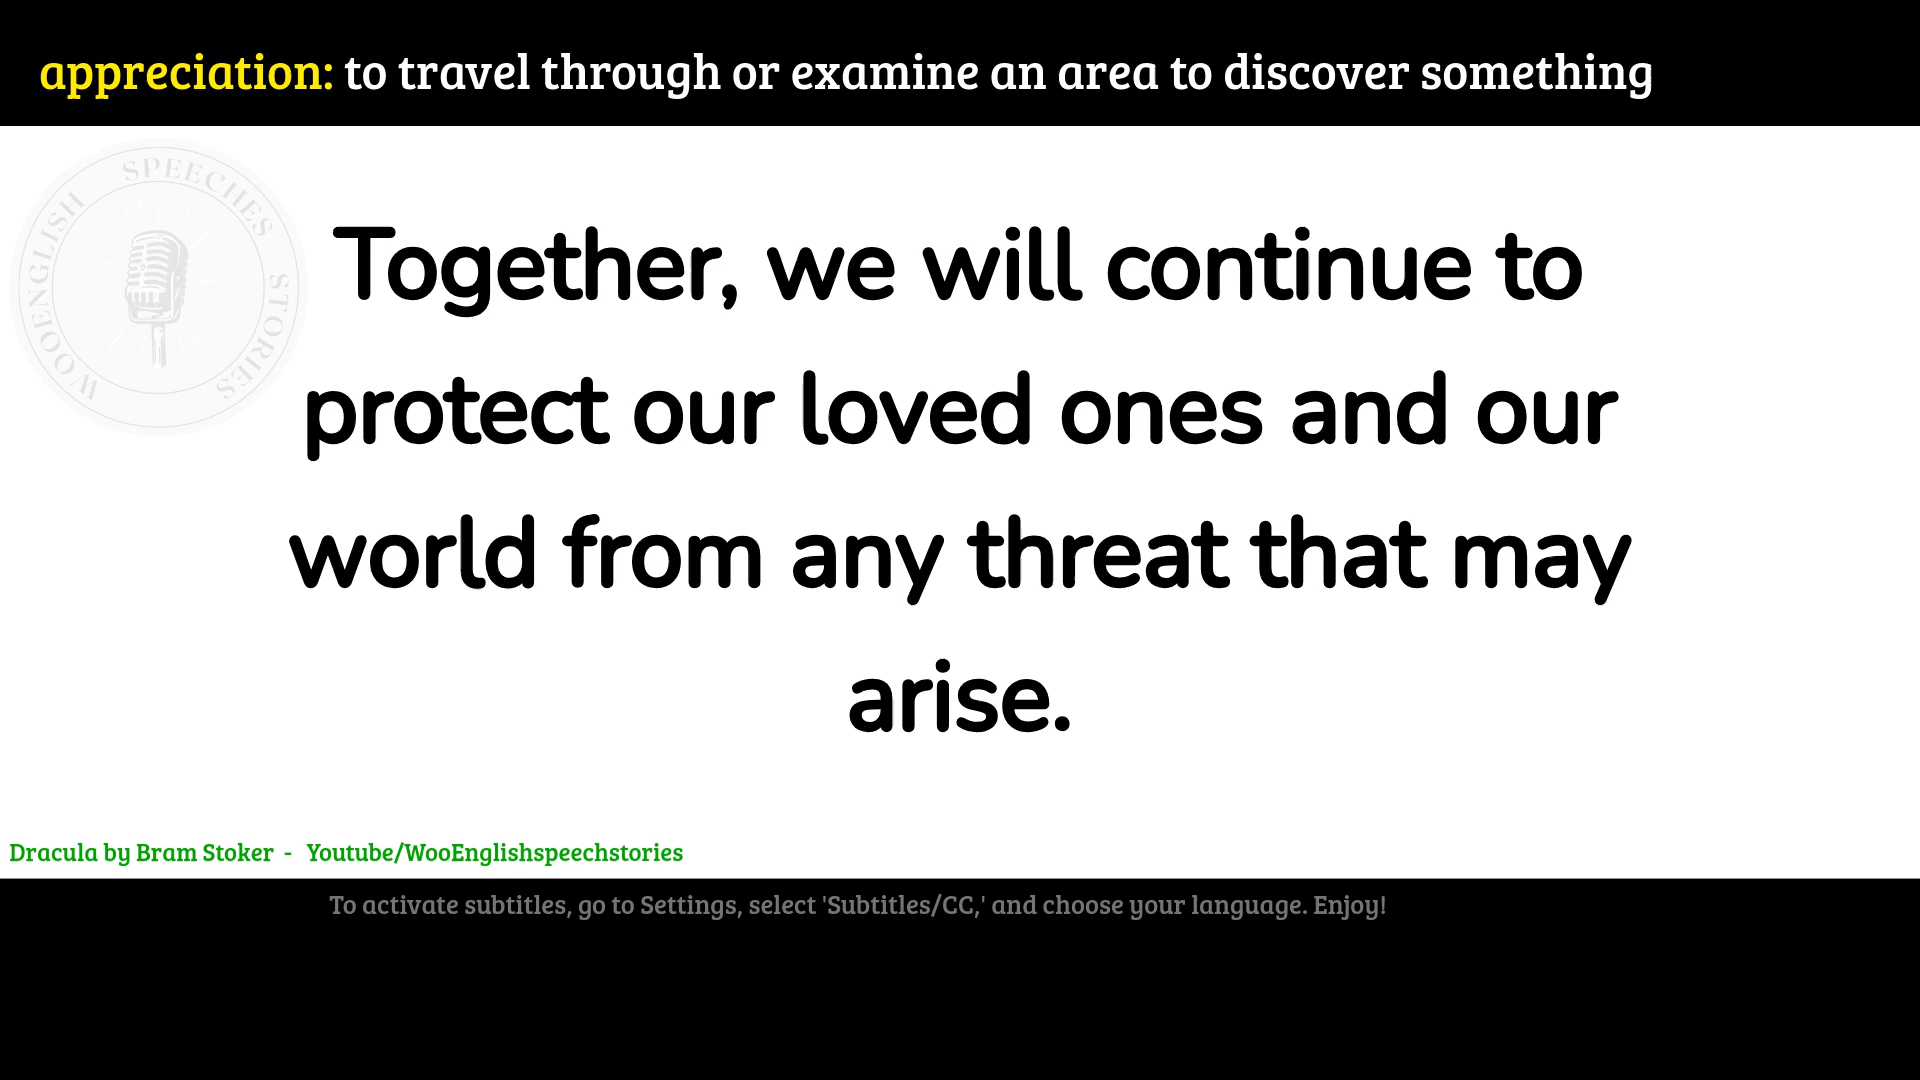 appreciation: to travel through or examine an area to discover something
WOOENGLISH SPEECHES STORIES
Together, we will continue to
protect our loved ones and our
world from any threat that may
arise.
Dracula by Bram Stoker - Youtube/WooEnglishspeechstories
To activate subtitles, go to Settings, select 'Subtitles/CC,' and choose your language. Enjoy!